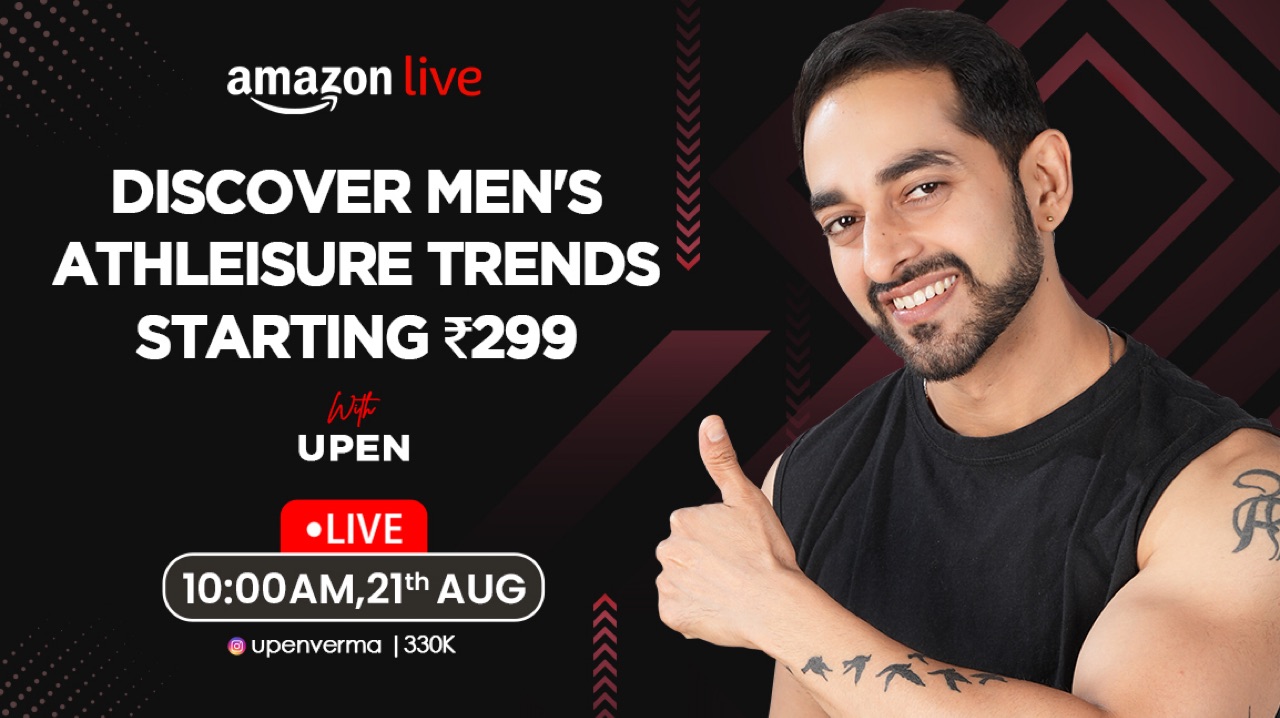 amazon live
DISCOVER MEN'S
ATHLEISURE TRENDS
STARTING ₹299
With
UPEN
•LIVE
10:00AM,21th AUG
upenverma | 330K